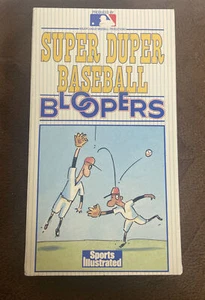 SUPER DUPER
BASEBALL
BLOOPERS
Sports
Illustrated